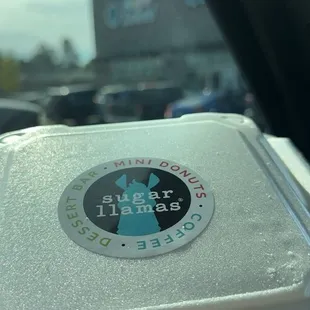 MINI DONUTS • COFFEE • DESSERT BAR •
sugar
llamas®